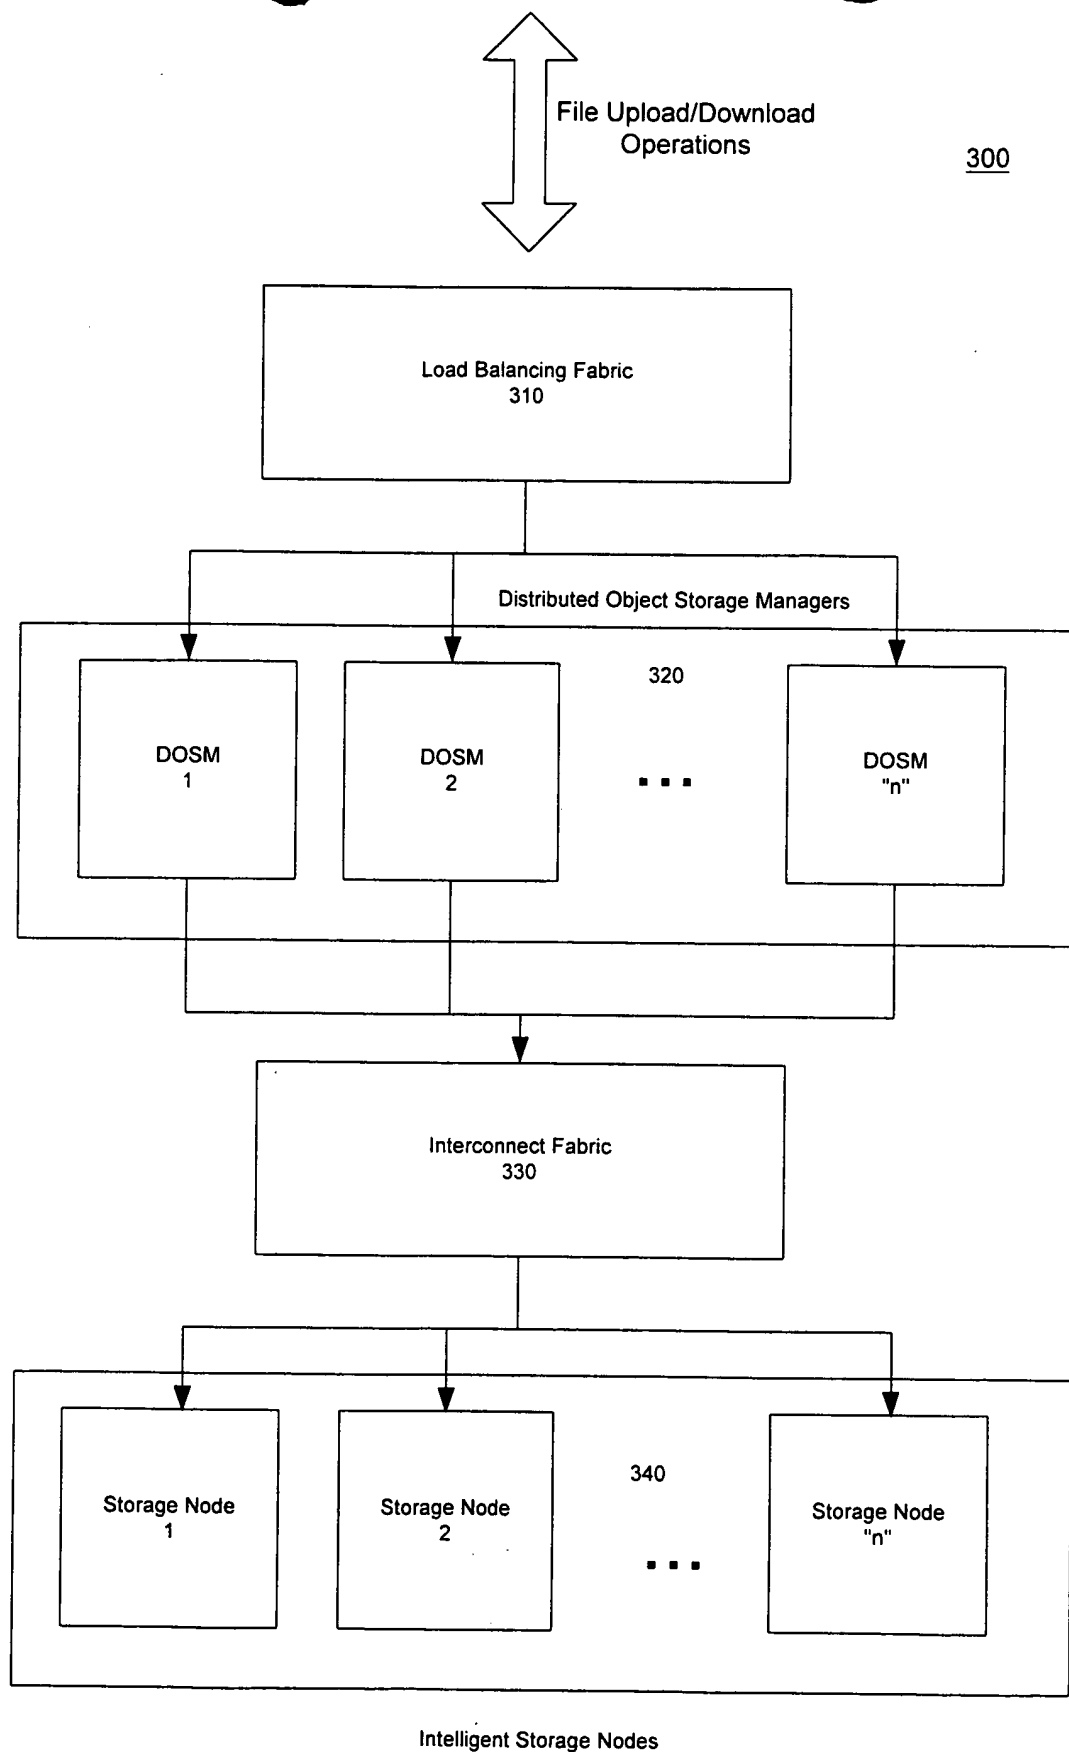 File Upload/Download
Operations
300
Load Balancing Fabric
310
Distributed Object Storage Managers
320
DOSM
1
DOSM
2
DOSM
"n"
Interconnect Fabric
330
340
Storage Node
1
Storage Node
2
Storage Node
"n"
Intelligent Storage Nodes